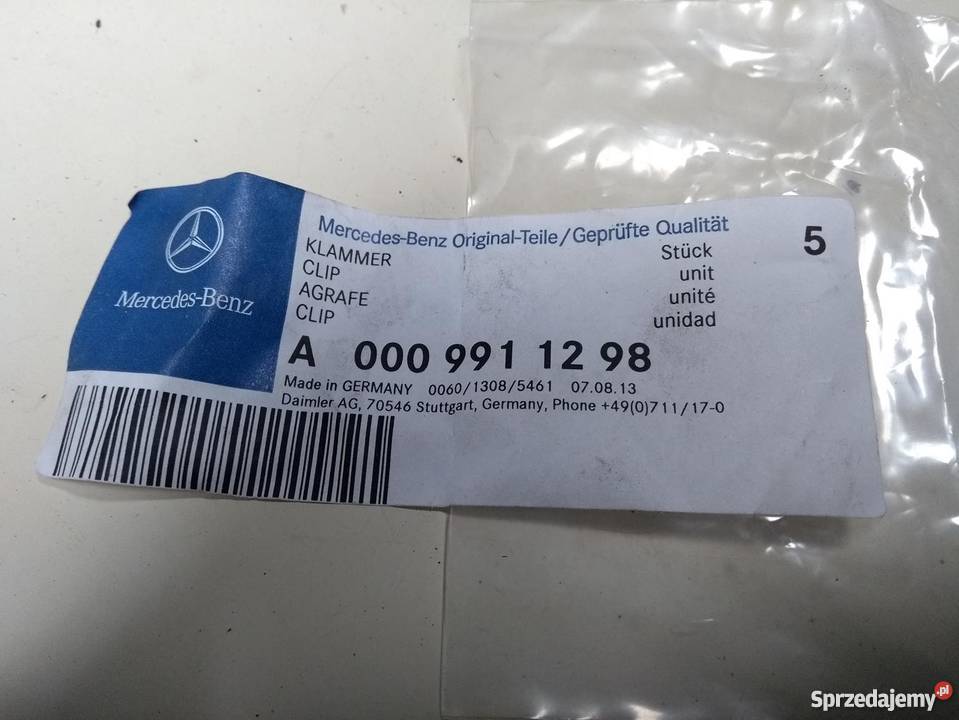 Mercedes-Benz
Mercedes-Benz Original-Teile/Geprüfte Qualität
KLAMMER Stück 5
CLIP unit
AGRAFE unité
CLIP unidad
A 000 991 12 98
Made in GERMANY 0060/1308/5461 07.08.13
Daimler AG, 70546 Stuttgart, Germany, Phone +49(0)711/17-0
Sprzedajemy.pl